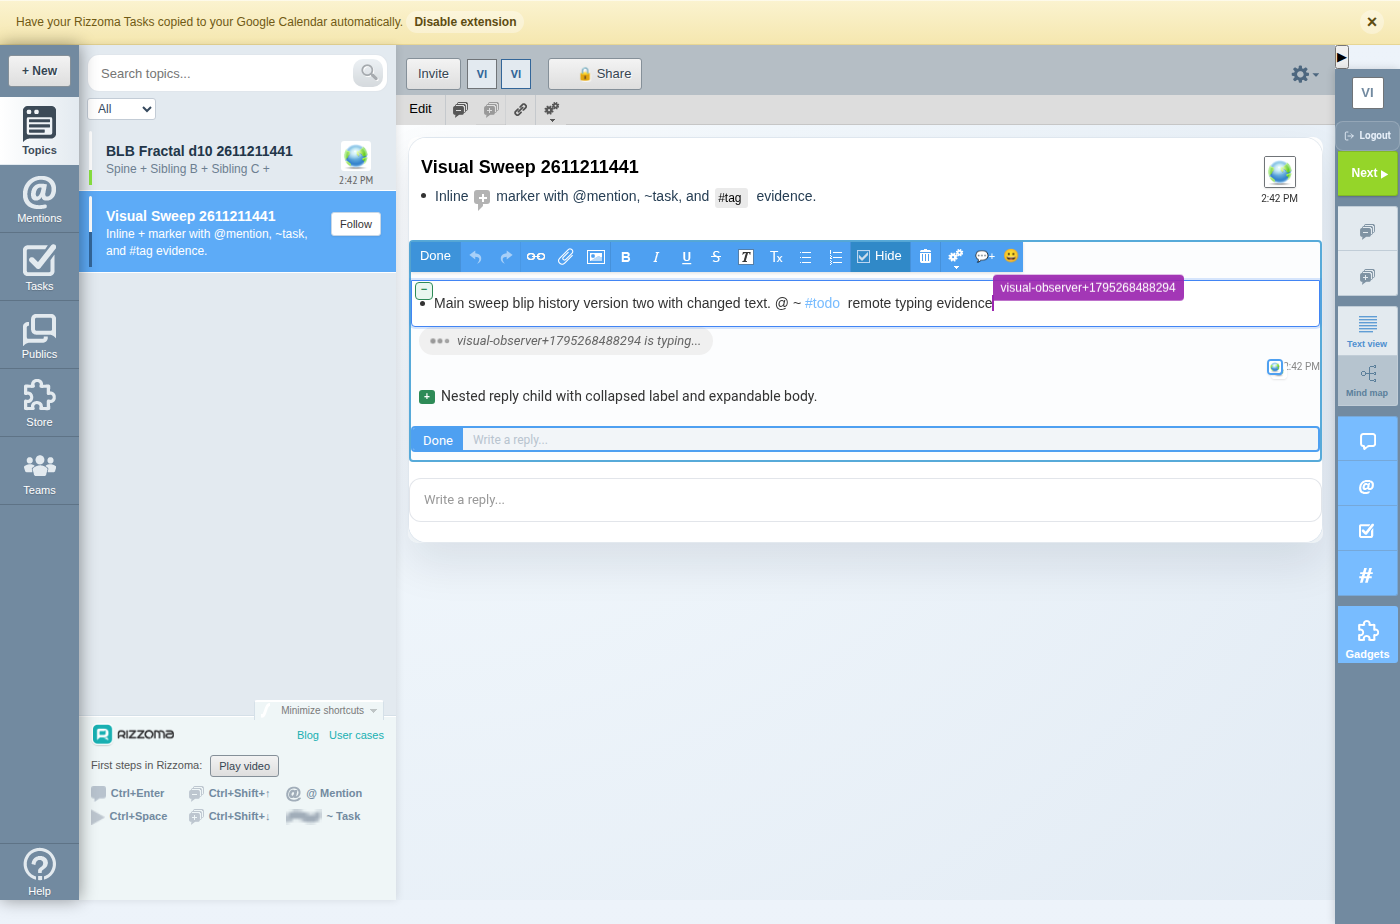 Have your Rizzoma Tasks copied to your Google Calendar automatically. Disable extension ✕
+ New
Topics
Mentions
Tasks
Publics
Store
Teams
Help
Search topics...
All
BLB Fractal d10 2611211441
Spine + Sibling B + Sibling C +
2:42 PM
Visual Sweep 2611211441
Inline + marker with @mention, ~task,
and #tag evidence.
Follow
Minimize shortcuts
RIZZOMA
Blog User cases
First steps in Rizzoma: Play video
Ctrl+Enter Ctrl+Shift+↑ @ Mention
Ctrl+Space Ctrl+Shift+↓ ~ Task
Invite VI VI Share
Edit
Visual Sweep 2611211441
• Inline + marker with @mention, ~task, and #tag evidence.
2:42 PM
Done B I U S T Tx Hide
visual-observer+1795268488294
• Main sweep blip history version two with changed text. @ ~ #todo remote typing evidence
visual-observer+1795268488294 is typing...
2:42 PM
+ Nested reply child with collapsed label and expandable body.
Done Write a reply...
Write a reply...
VI
Logout
Next
Text view
Mind map
@
#
Gadgets